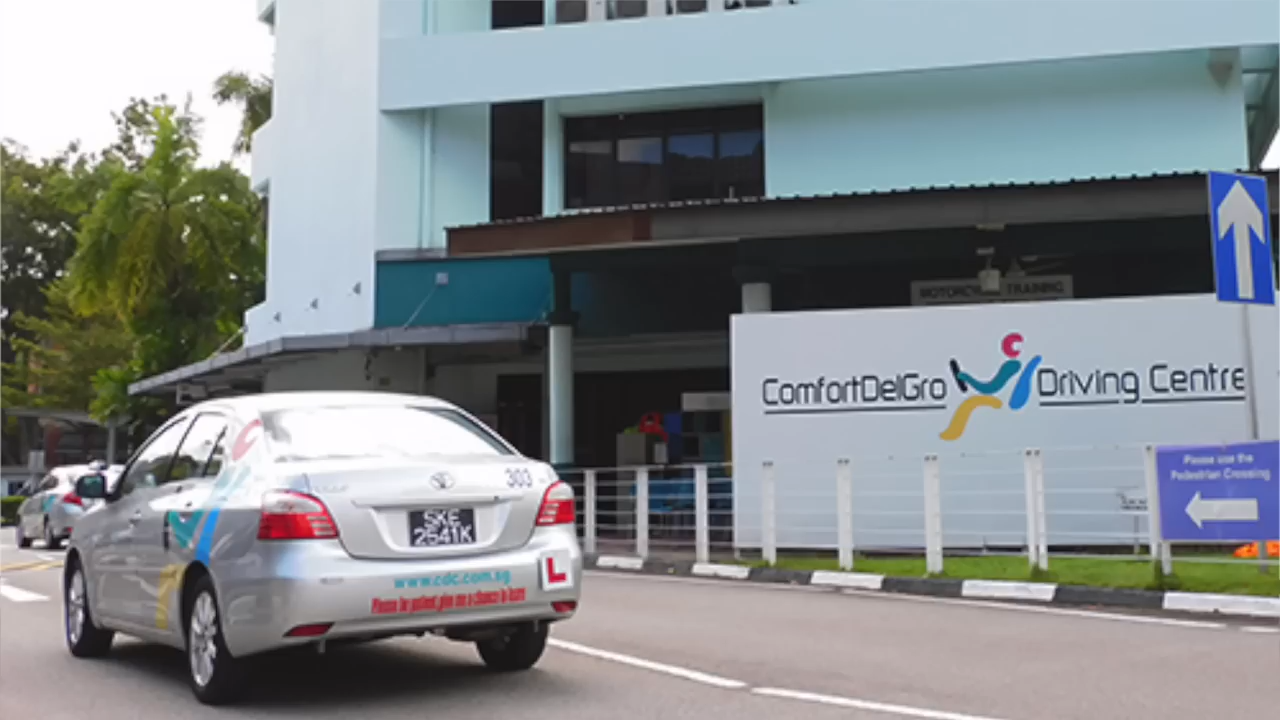 MOTORCYCLE TRAINING
ComfortDelGro Driving Centre
Please use the
Pedestrian Crossing
303
SKE
2541K
L
www.cdc.com.sg
Please be patient give me a chance to learn